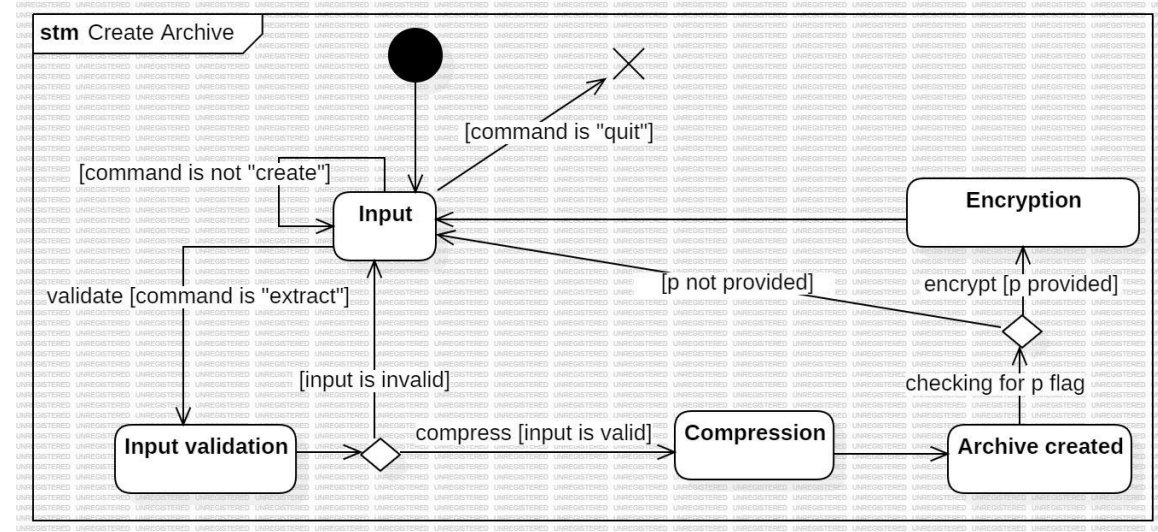 stm Create Archive
[command is "quit"]
[command is not "create"]
Input
Encryption
[p not provided]
encrypt [p provided]
validate [command is "extract"]
[input is invalid]
checking for p flag
compress [input is valid]
Input validation
Compression
Archive created
UNREGISTERED